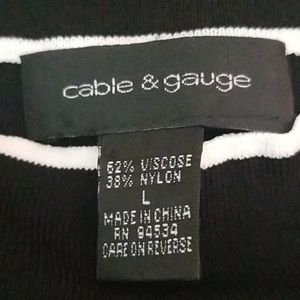 cable & gauge
62% VISCOSE
38% NYLON
L
MADE IN CHINA
RN 94534
CARE ON REVERSE